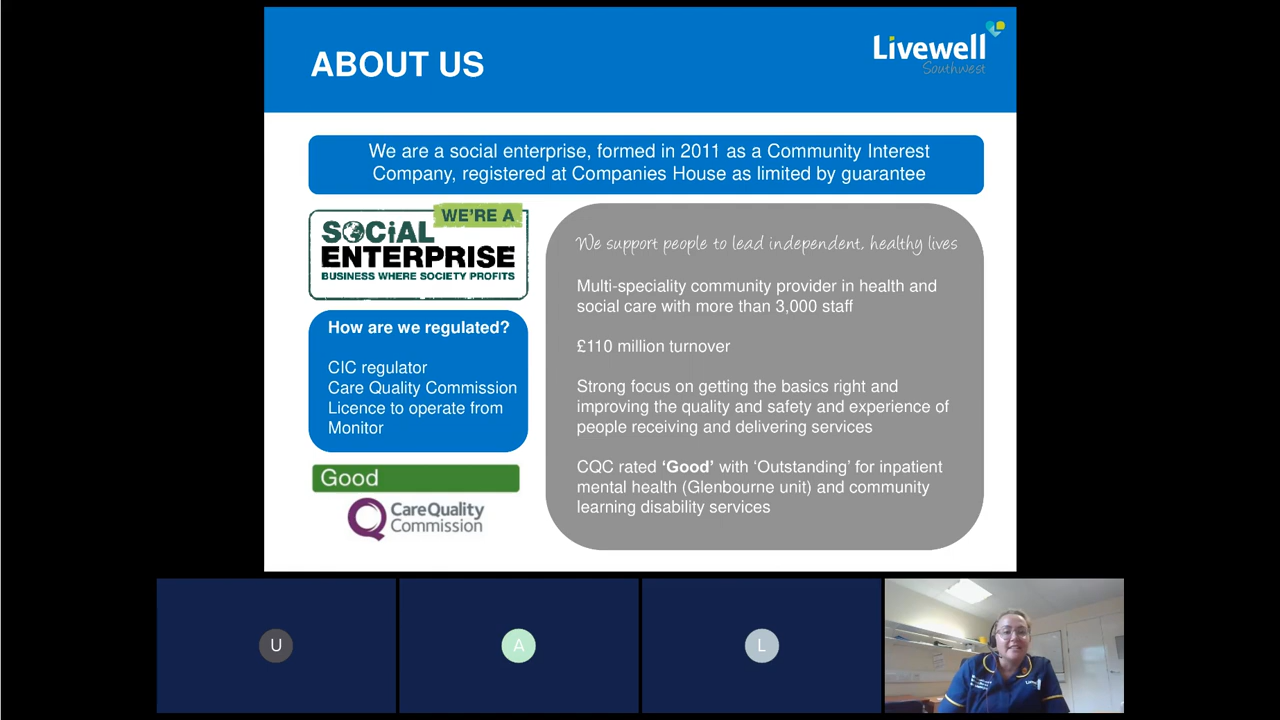 ABOUT US
Livewell
Southwest
We are a social enterprise, formed in 2011 as a Community Interest
Company, registered at Companies House as limited by guarantee
WE'RE A
SOCiAL
ENTERPRISE
BUSINESS WHERE SOCIETY PROFITS
How are we regulated?
CIC regulator
Care Quality Commission
Licence to operate from
Monitor
Good
CareQuality
Commission
We support people to lead independent, healthy lives
Multi-speciality community provider in health and
social care with more than 3,000 staff
£110 million turnover
Strong focus on getting the basics right and
improving the quality and safety and experience of
people receiving and delivering services
CQC rated ‘Good’ with ‘Outstanding’ for inpatient
mental health (Glenbourne unit) and community
learning disability services
U
A
L